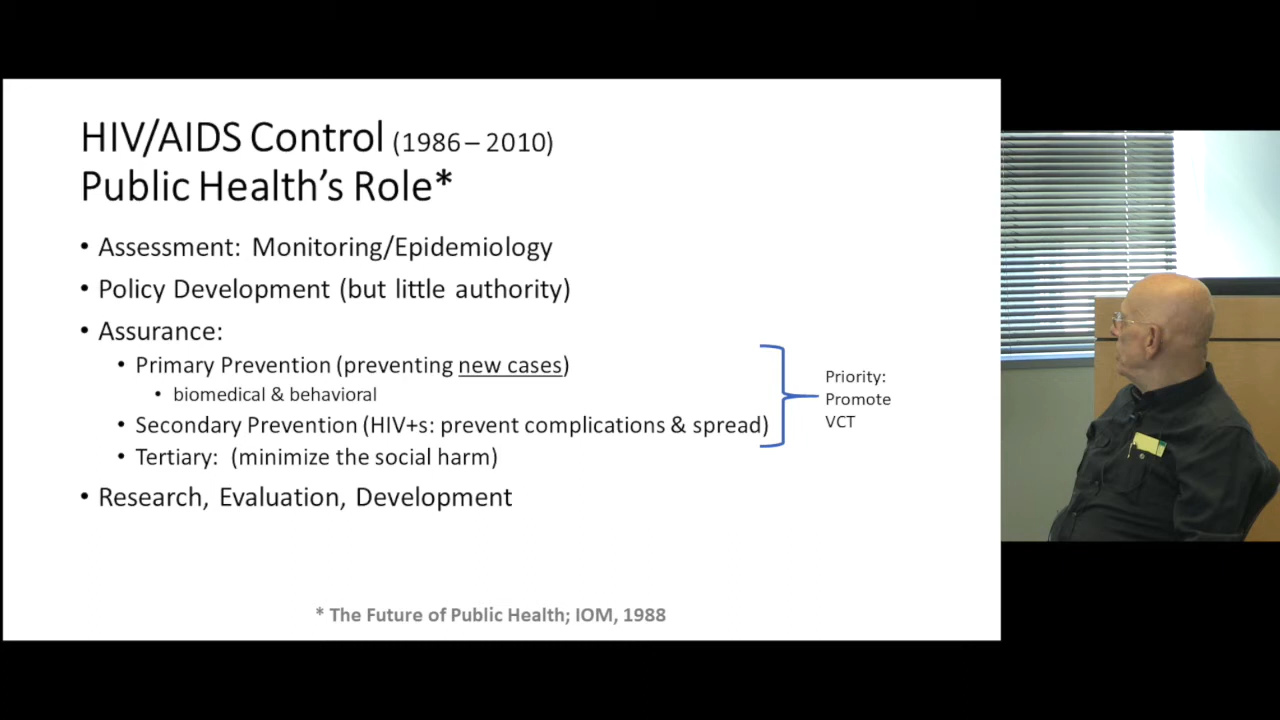 HIV/AIDS Control (1986 – 2010)
Public Health's Role*
• Assessment: Monitoring/Epidemiology
• Policy Development (but little authority)
• Assurance:
• Primary Prevention (preventing new cases)
• biomedical & behavioral
• Secondary Prevention (HIV+s: prevent complications & spread)
• Tertiary: (minimize the social harm)
• Research, Evaluation, Development
Priority:
Promote
VCT
* The Future of Public Health; IOM, 1988